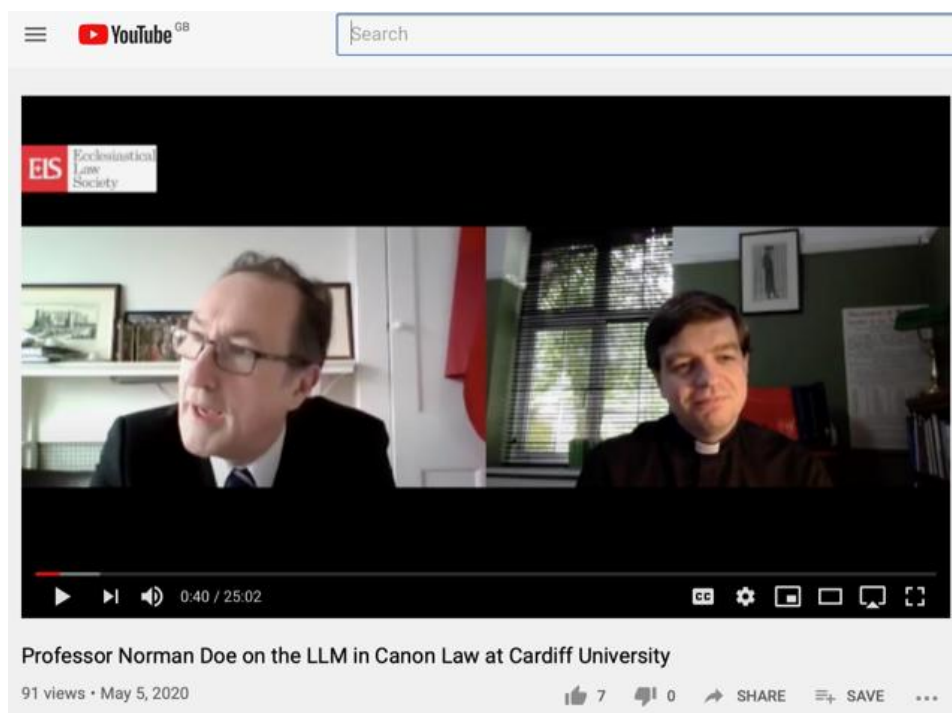 YouTube GB
Search
EIS Ecclesiastical
Law
Society
0:40 / 25:02
CC
Professor Norman Doe on the LLM in Canon Law at Cardiff University
91 views • May 5, 2020
7
0
SHARE
SAVE